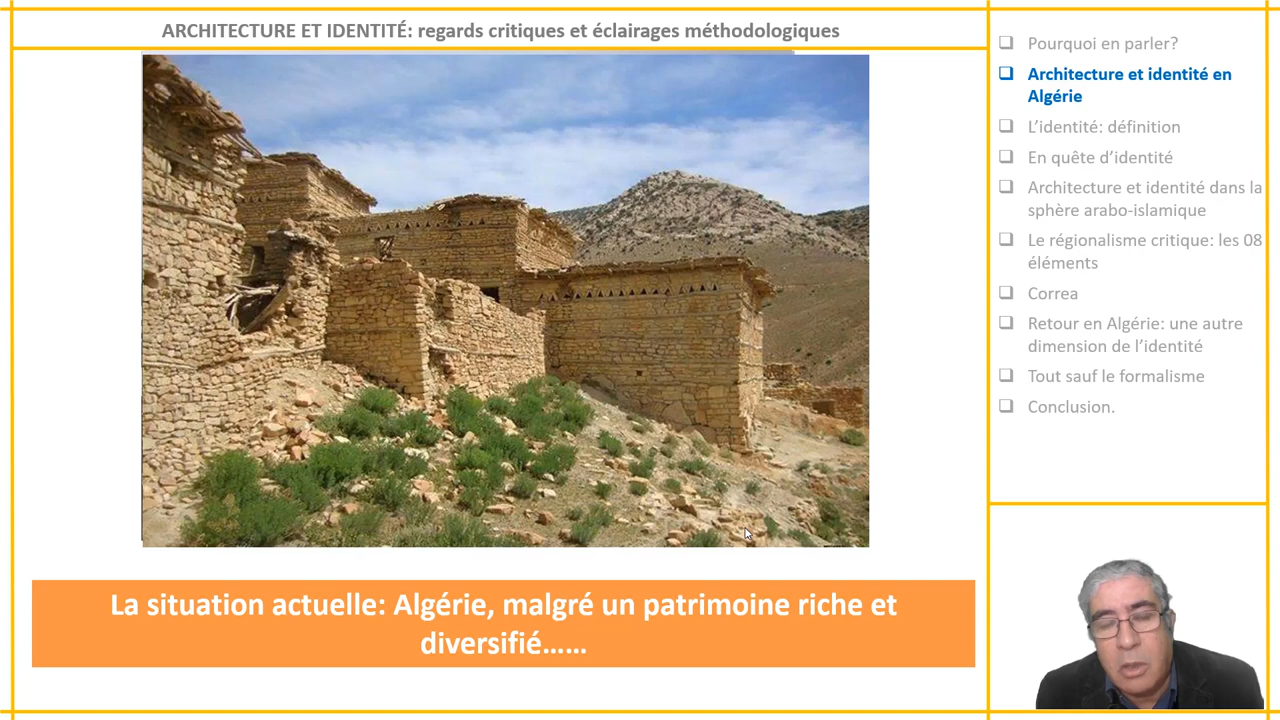 ARCHITECTURE ET IDENTITÉ: regards critiques et éclairages méthodologiques
La situation actuelle: Algérie, malgré un patrimoine riche et
diversifié......
Pourquoi en parler?
Architecture et identité en
Algérie
L'identité: définition
En quête d'identité
Architecture et identité dans la
sphère arabo-islamique
Le régionalisme critique: les 08
éléments
Correa
Retour en Algérie: une autre
dimension de l'identité
Tout sauf le formalisme
Conclusion.